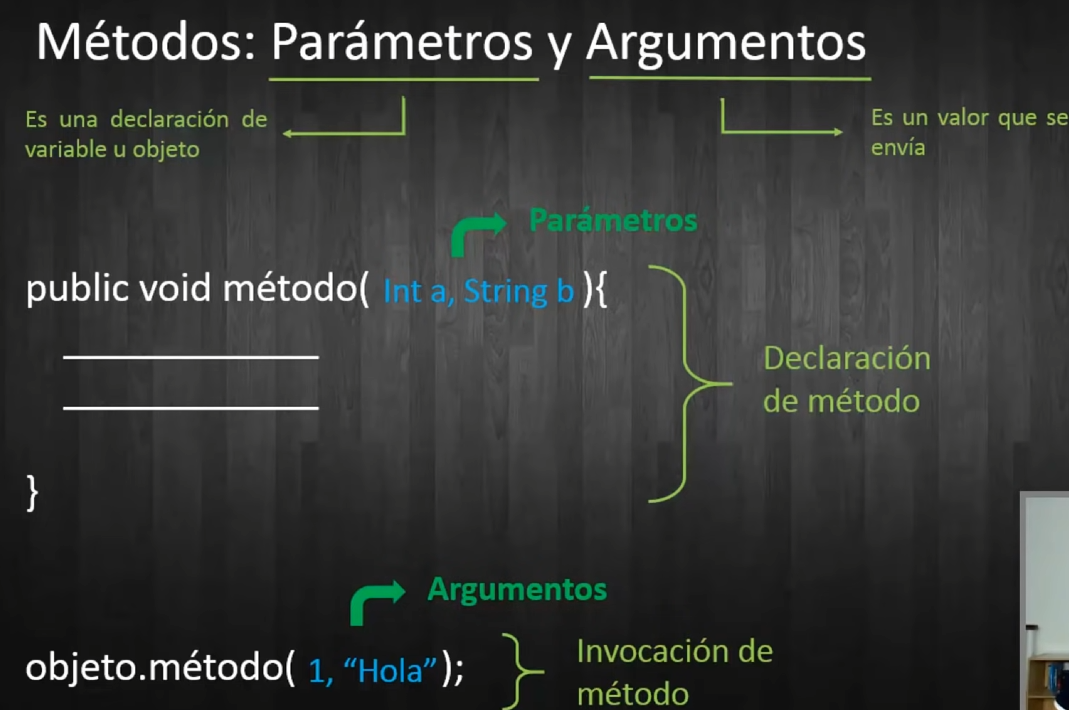 Métodos: Parámetros y Argumentos
Es una declaración de
variable u objeto
Es un valor que se
envía
Parámetros
public void método( Int a, String b ){
Declaración
de método
}
Argumentos
objeto.método( 1, “Hola”);
Invocación de
método